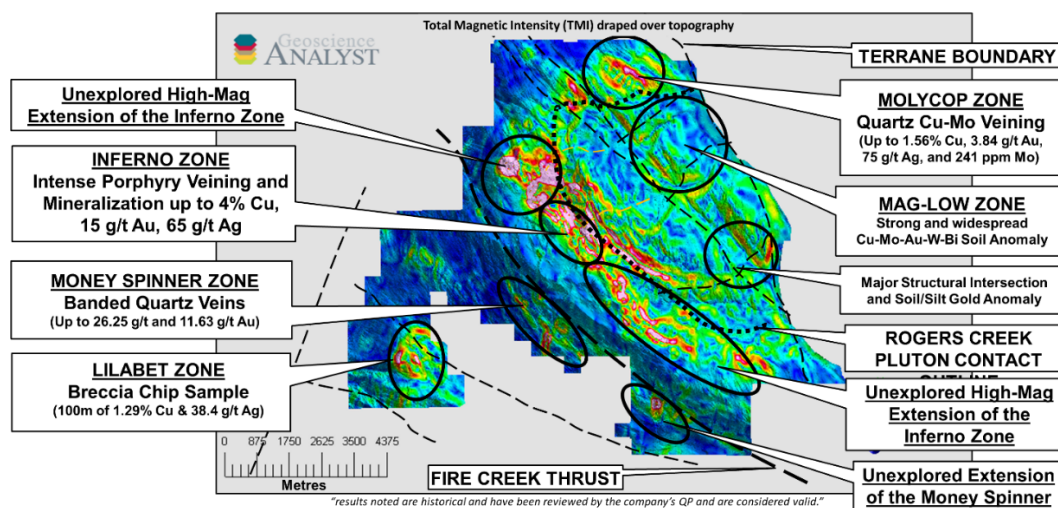 Total Magnetic Intensity (TMI) draped over topography
Geoscience
ANALYST
Unexplored High-Mag
Extension of the Inferno Zone
INFERNO ZONE
Intense Porphyry Veining and
Mineralization up to 4% Cu,
15 g/t Au, 65 g/t Ag
MONEY SPINNER ZONE
Banded Quartz Veins
(Up to 26.25 g/t and 11.63 g/t Au)
LILABET ZONE
Breccia Chip Sample
(100m of 1.29% Cu & 38.4 g/t Ag)
TERRANE BOUNDARY
MOLYCOP ZONE
Quartz Cu-Mo Veining
(Up to 1.56% Cu, 3.84 g/t Au,
75 g/t Ag, and 241 ppm Mo)
MAG-LOW ZONE
Strong and widespread
Cu-Mo-Au-W-Bi Soil Anomaly
Major Structural Intersection
and Soil/Silt Gold Anomaly
ROGERS CREEK
PLUTON CONTACT
Unexplored High-Mag
Extension of the
Inferno Zone
Unexplored Extension
of the Money Spinner
FIRE CREEK THRUST
0 875 1750 2625 3500 4375
Metres
"results noted are historical and have been reviewed by the company's QP and are considered valid."